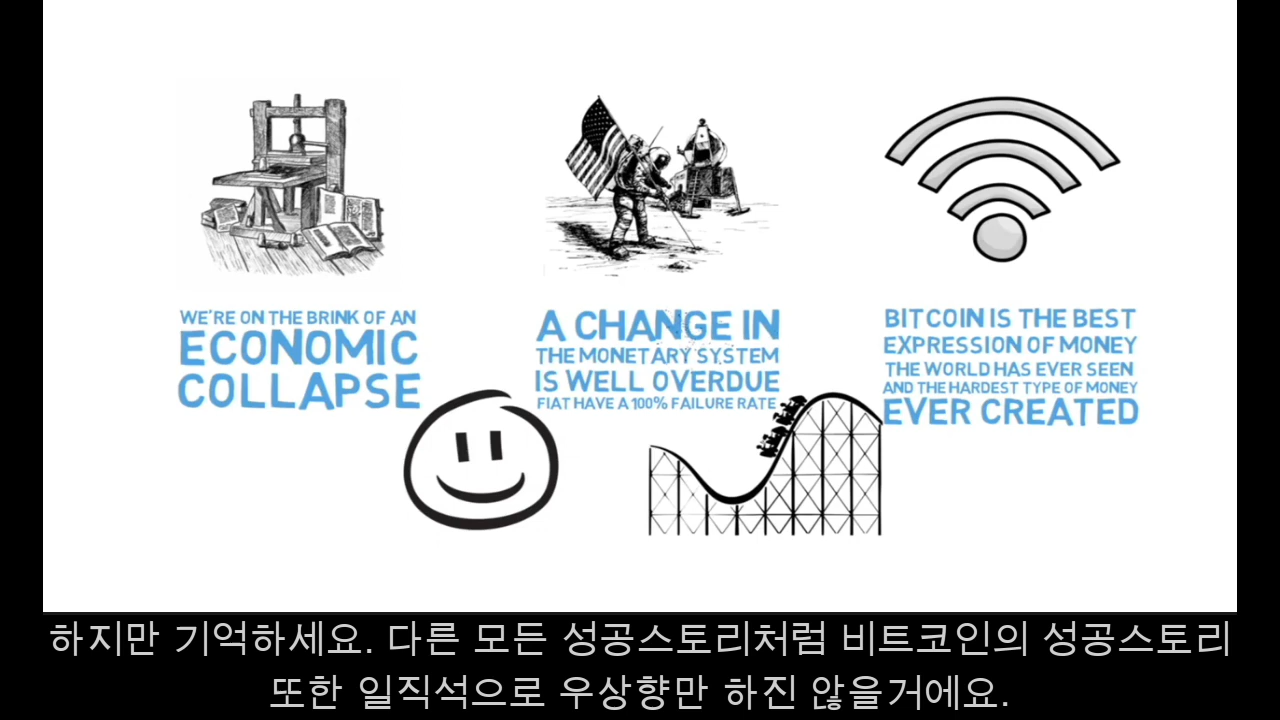 WE'RE ON THE BRINK OF AN
ECONOMIC
COLLAPSE
A CHANGE IN
THE MONETARY SYSTEM
IS WELL OVERDUE
FIAT HAVE A 100% FAILURE RATE
BITCOIN IS THE BEST
EXPRESSION OF MONEY
THE WORLD HAS EVER SEEN
AND THE HARDEST TYPE OF MONEY
EVER CREATED
하지만 기억하세요. 다른 모든 성공스토리처럼 비트코인의 성공스토리
또한 일직석으로 우상향만 하진 않을거에요.